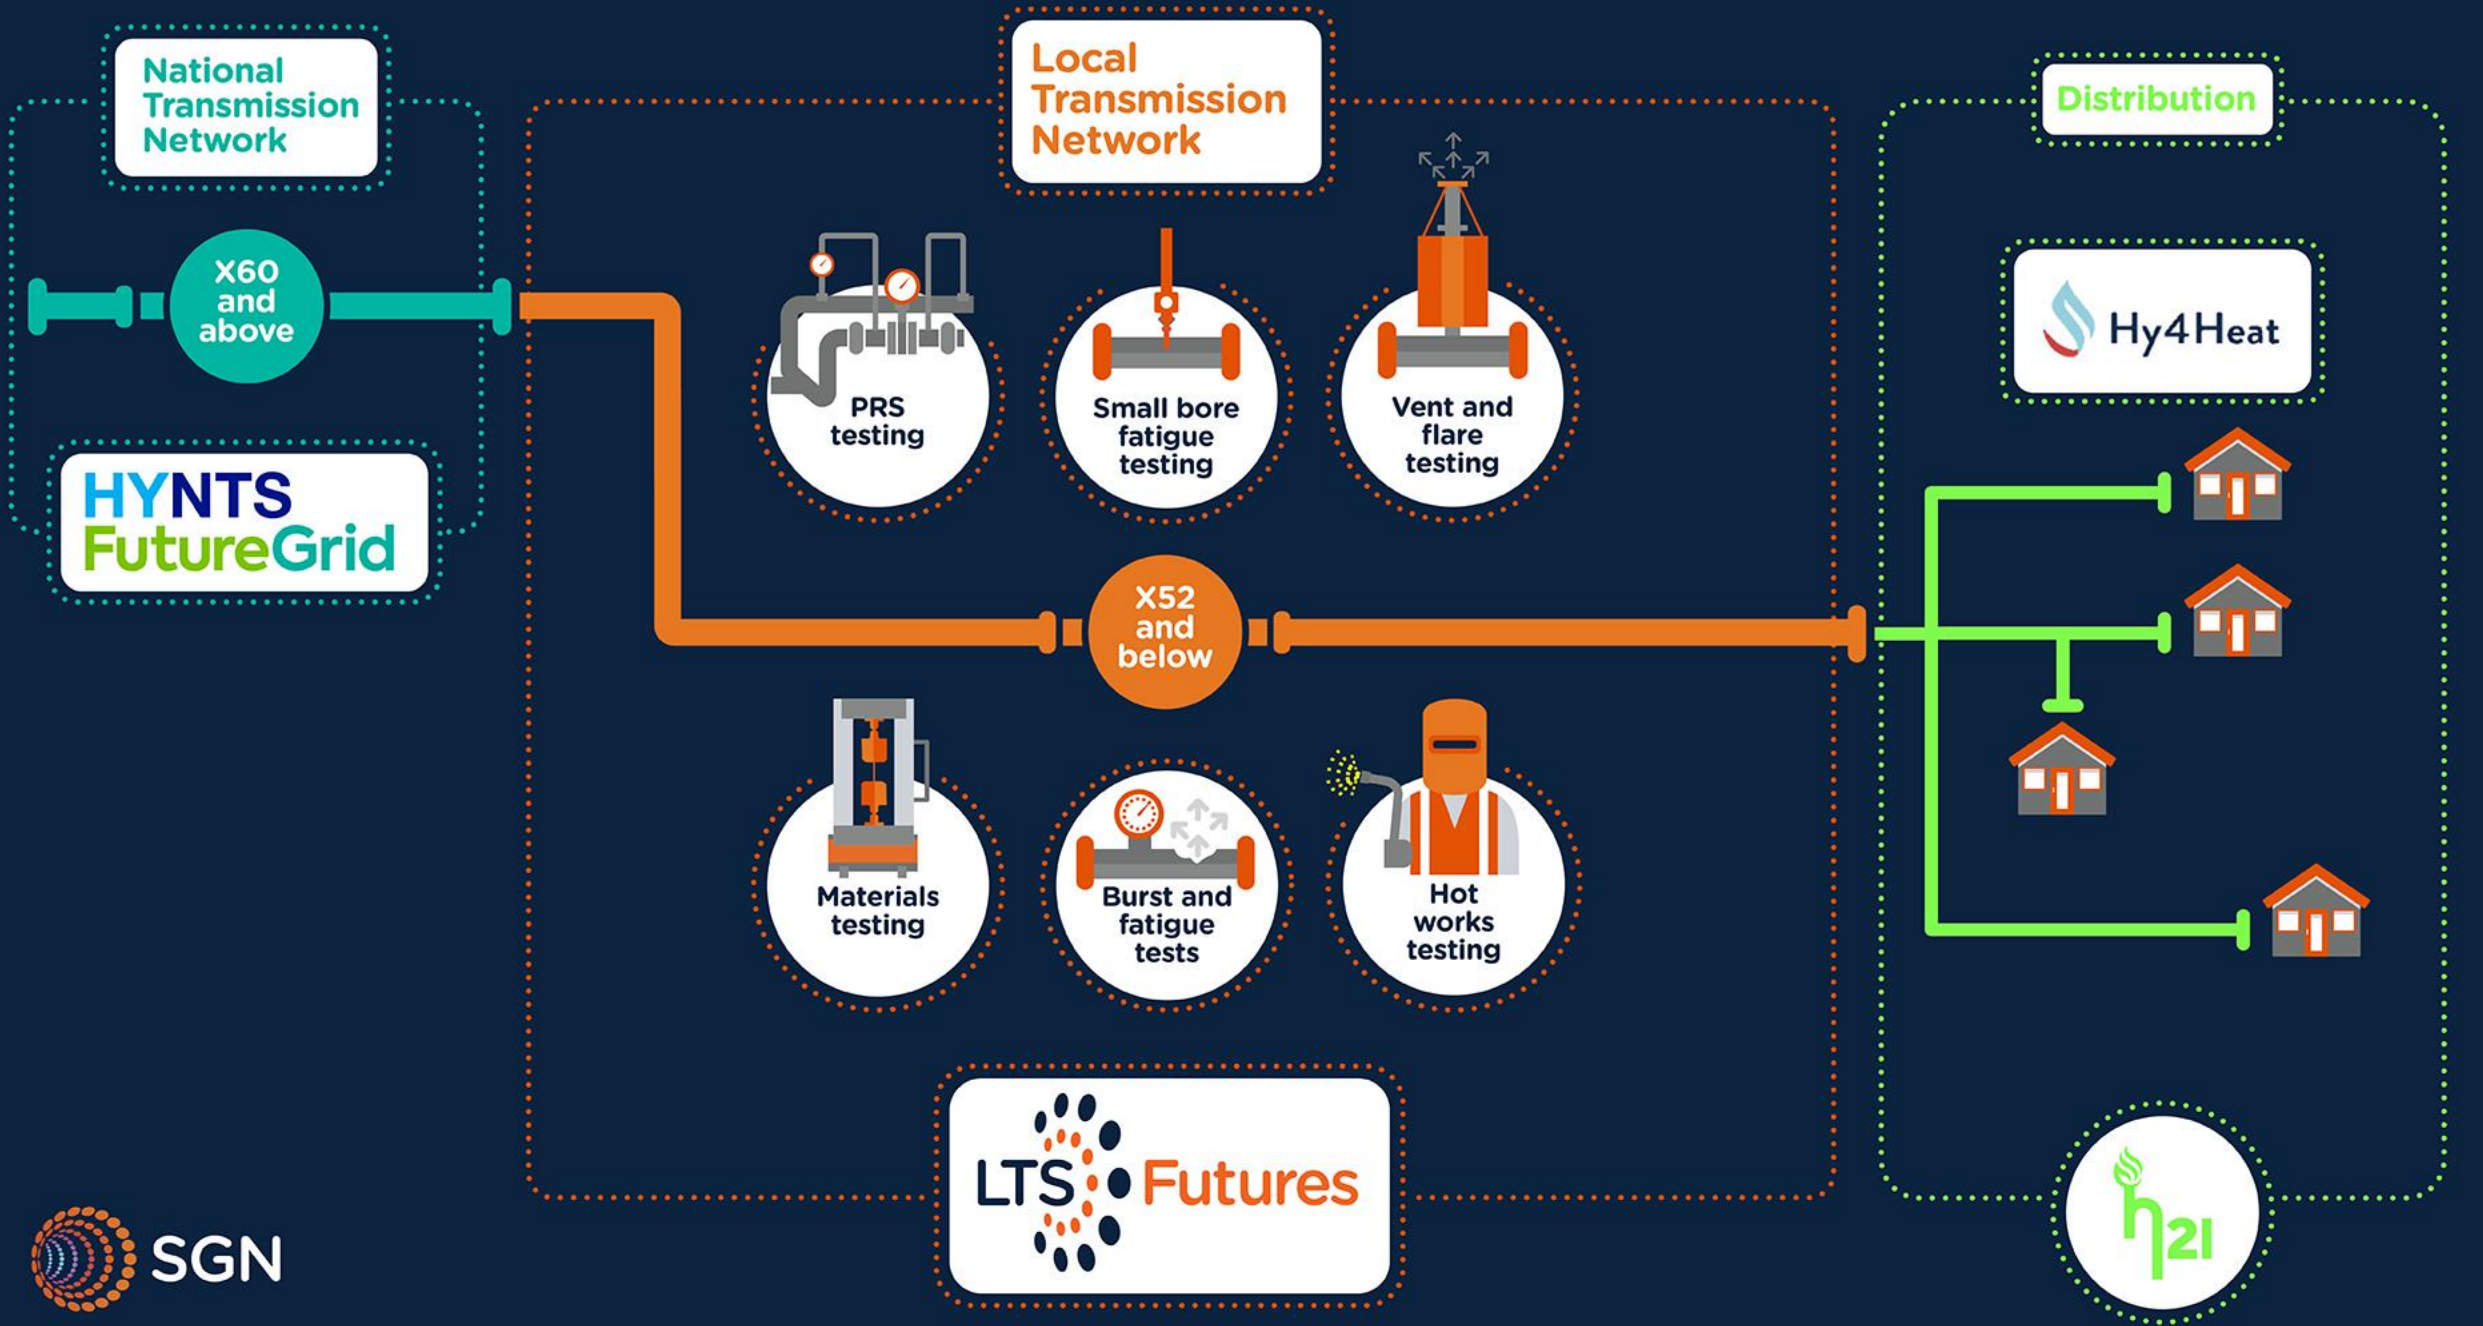 National
Transmission
Network
X60
and
above
HYNTS
FutureGrid
Local
Transmission
Network
PRS
testing
Small bore
fatigue
testing
Vent and
flare
testing
X52
and
below
Materials
testing
Burst and
fatigue
tests
Hot
works
testing
LTS Futures
Distribution
Hy4Heat
h21
SGN